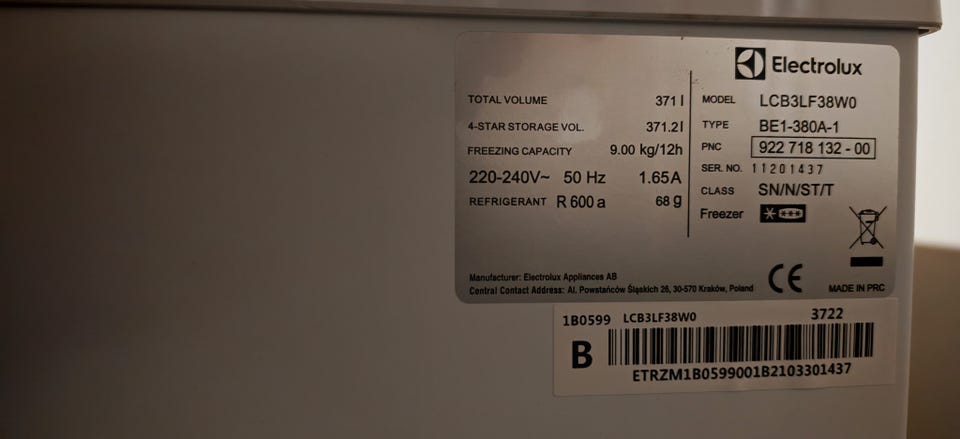 Electrolux
TOTAL VOLUME 371 l
4-STAR STORAGE VOL. 371.2 l
FREEZING CAPACITY 9.00 kg/12h
220-240V~ 50 Hz 1.65A
REFRIGERANT R 600 a 68 g
MODEL LCB3LF38W0
TYPE BE1-380A-1
PNC 922 718 132 - 00
SER. NO. 11201437
CLASS SN/N/ST/T
Freezer
Manufacturer: Electrolux Appliances AB
Central Contact Address: Al. Powstańców Śląskich 26, 30-570 Kraków, Poland
CE
MADE IN PRC
1B0599 LCB3LF38W0 3722
B
ETRZM1B0599001B2103301437